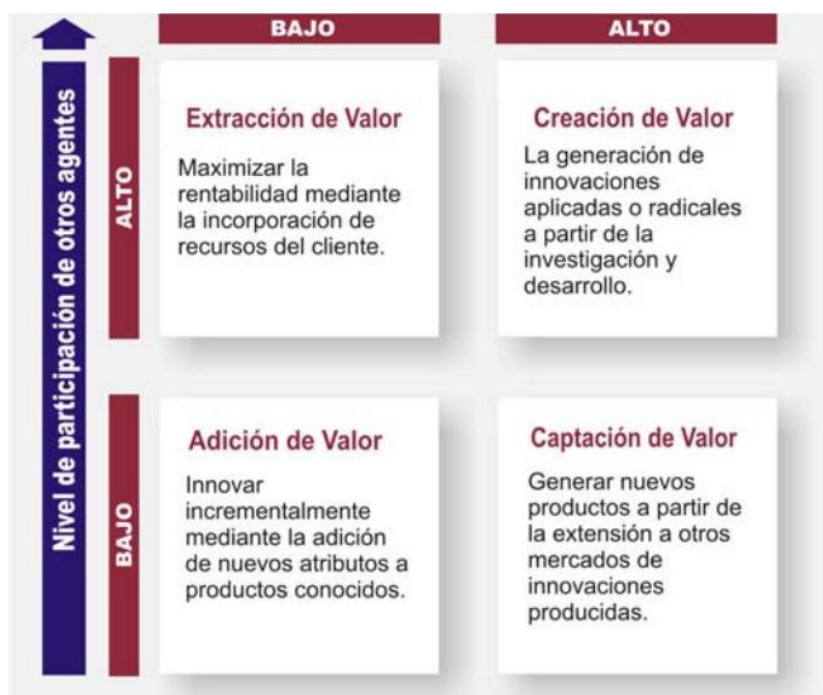 BAJO
ALTO
Nivel de participación de otros agentes
ALTO
Extracción de Valor
Maximizar la
rentabilidad mediante
la incorporación de
recursos del cliente.
Creación de Valor
La generación de
innovaciones
aplicadas o radicales
a partir de la
investigación y
desarrollo.
BAJO
Adición de Valor
Innovar
incrementalmente
mediante la adición
de nuevos atributos a
productos conocidos.
Captación de Valor
Generar nuevos
productos a partir de
la extensión a otros
mercados de
innovaciones
producidas.